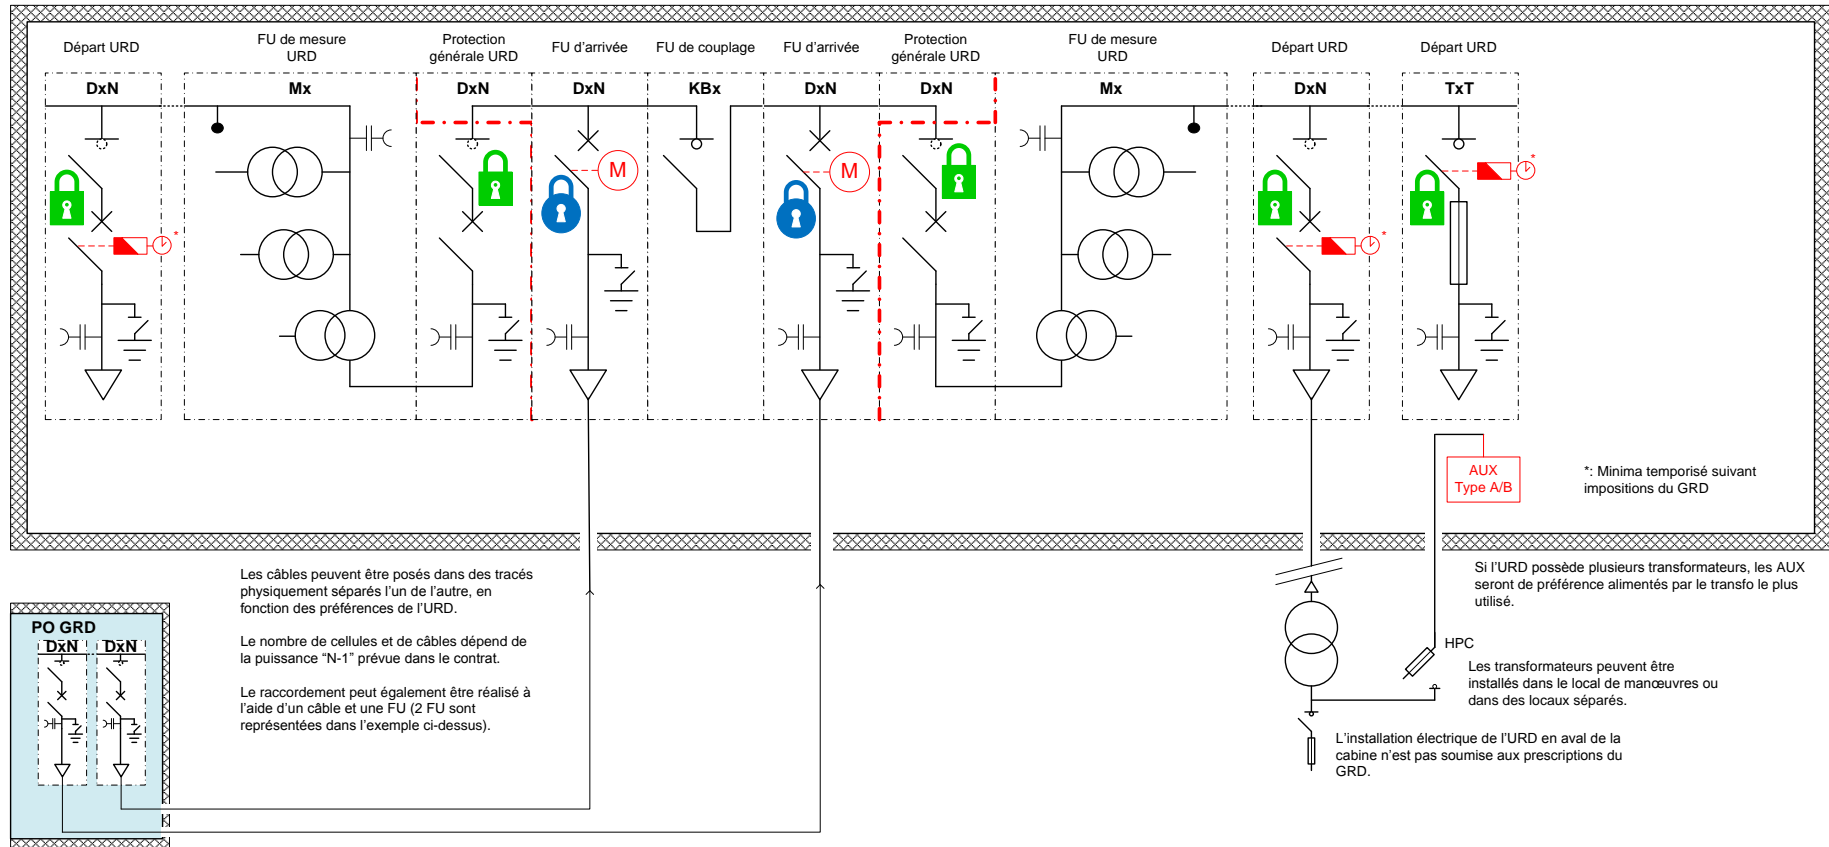 Départ URD
FU de mesure
URD
Protection
générale URD
FU d'arrivée
FU de couplage
FU d'arrivée
Protection
générale URD
FU de mesure
URD
Départ URD
Départ URD
DxN
Mx
DxN
DxN
KBx
DxN
DxN
Mx
DxN
TxT
M
M
*
*
*
AUX
Type A/B
*: Minima temporisé suivant
impositions du GRD
Les câbles peuvent être posés dans des tracés
physiquement séparés l'un de l'autre, en
fonction des préférences de l'URD.
Le nombre de cellules et de câbles dépend de
la puissance “N-1” prévue dans le contrat.
Le raccordement peut également être réalisé à
l'aide d'un câble et une FU (2 FU sont
représentées dans l'exemple ci-dessus).
Si l'URD possède plusieurs transformateurs, les AUX
seront de préférence alimentés par le transfo le plus
utilisé.
HPC
Les transformateurs peuvent être
installés dans le local de manœuvres ou
dans des locaux séparés.
L'installation électrique de l'URD en aval de la
cabine n'est pas soumise aux prescriptions du
GRD.
PO GRD
DxN
DxN